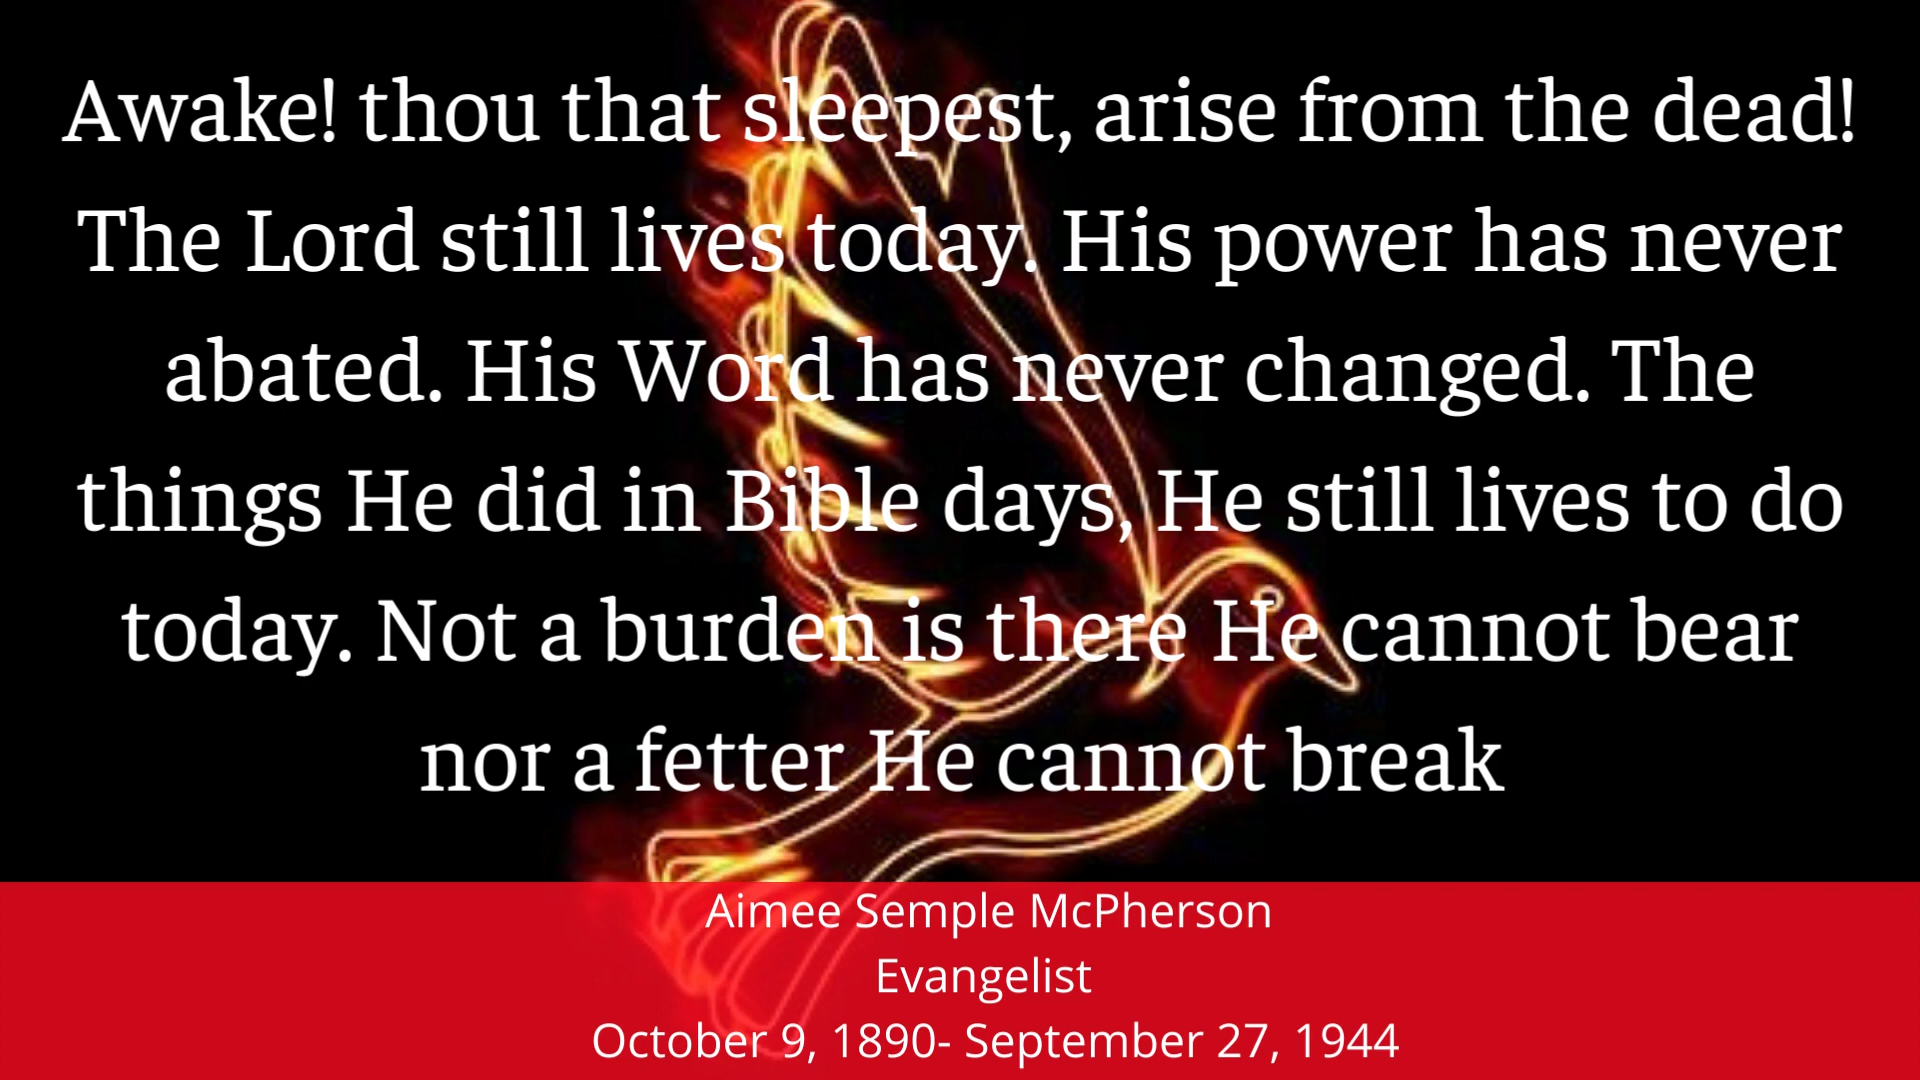 Awake! thou that sleepest, arise from the dead!
The Lord still lives today. His power has never
abated. His Word has never changed. The
things He did in Bible days, He still lives to do
today. Not a burden is there He cannot bear
nor a fetter He cannot break
Aimee Semple McPherson
Evangelist
October 9, 1890- September 27, 1944